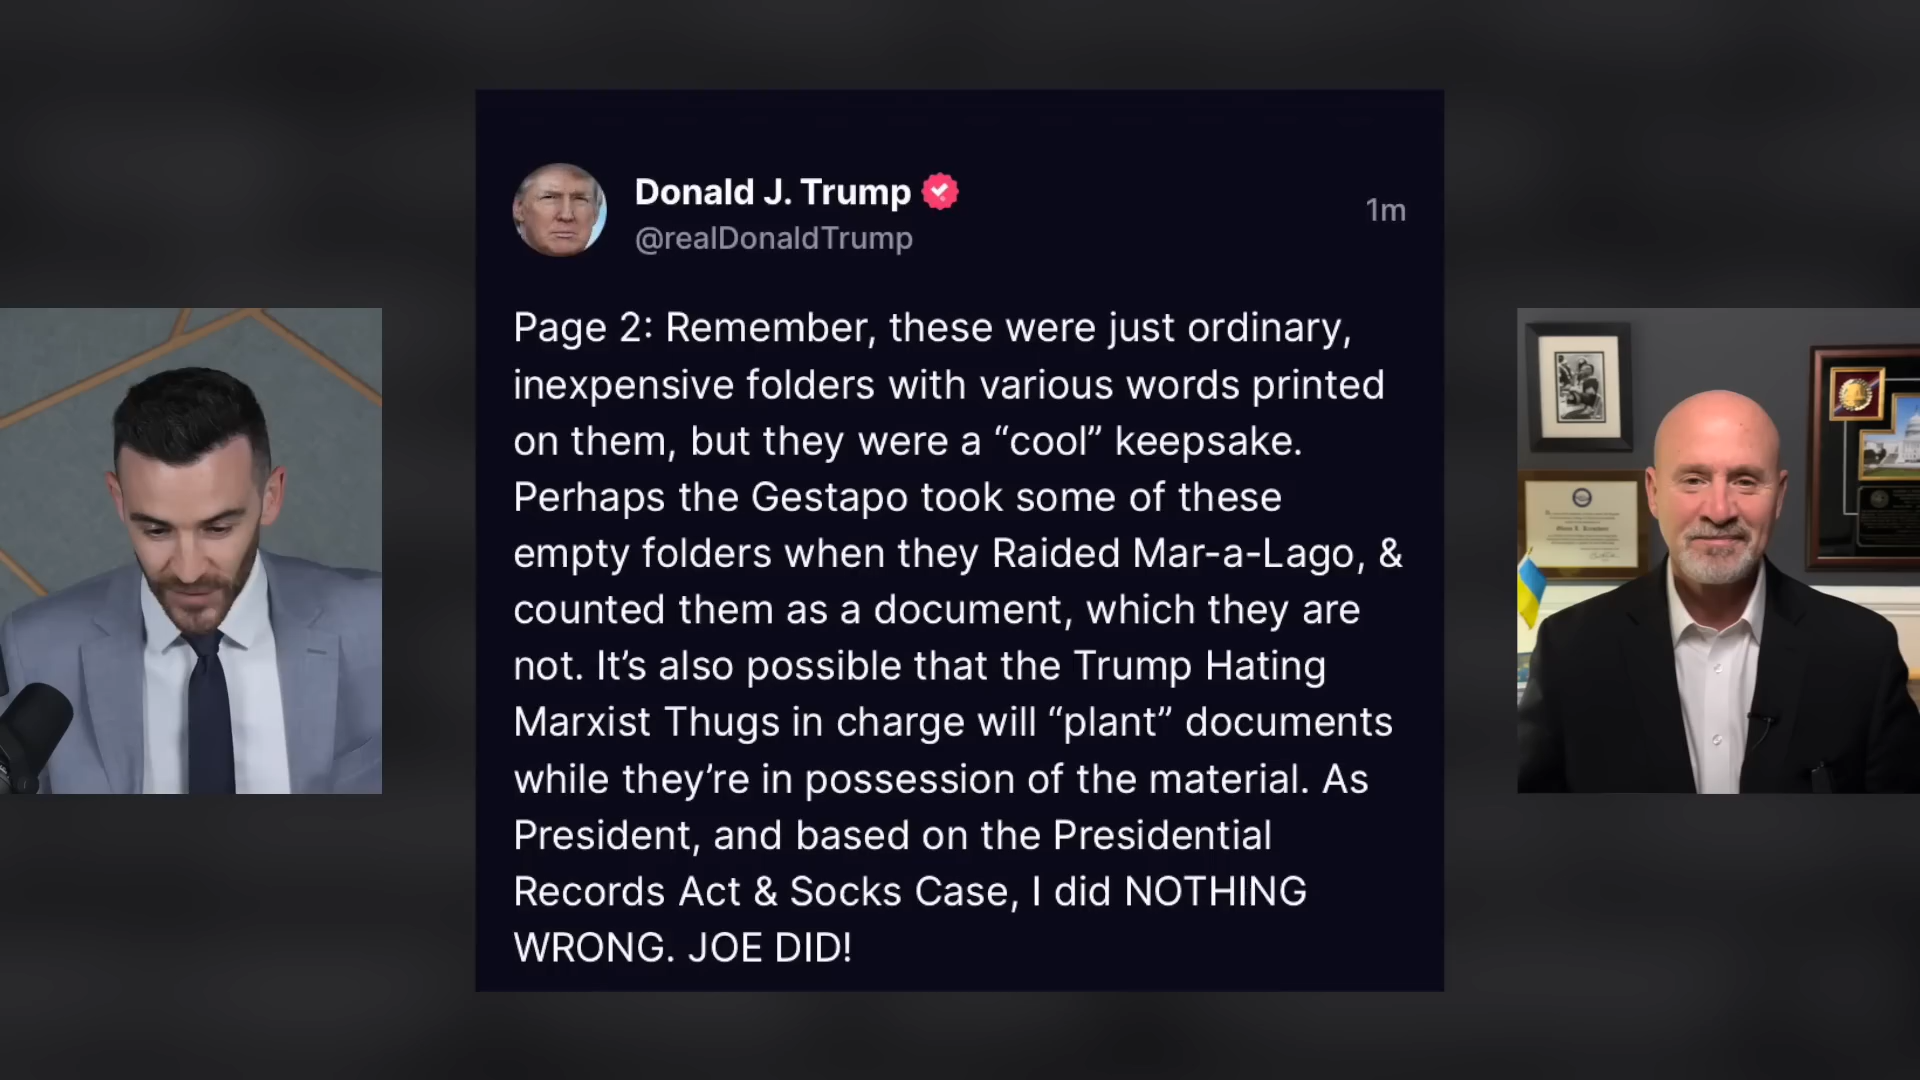 Donald J. Trump
@realDonaldTrump
1m
Page 2: Remember, these were just ordinary,
inexpensive folders with various words printed
on them, but they were a “cool” keepsake.
Perhaps the Gestapo took some of these
empty folders when they Raided Mar-a-Lago, &
counted them as a document, which they are
not. It’s also possible that the Trump Hating
Marxist Thugs in charge will “plant” documents
while they’re in possession of the material. As
President, and based on the Presidential
Records Act & Socks Case, I did NOTHING
WRONG. JOE DID!